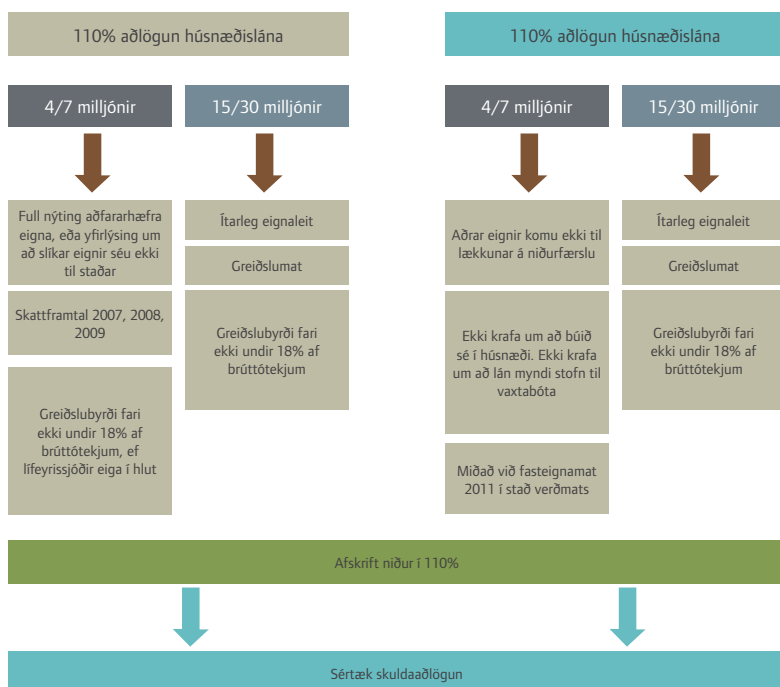 110% aðlögun húsnæðislána
4/7 milljónir
15/30 milljónir
Full nýting aðfararhæfra
eigna, eða yfirlýsing um
að slíkar eignir séu ekki
til staðar
Skattframtal 2007, 2008,
2009
Greiðslubyrði fari
ekki undir 18% af
brúttótekjum, ef
lífeyrissjóðir eiga í hlut
Ítarleg eignaleit
Greiðslumat
Greiðslubyrði fari
ekki undir 18% af
brúttótekjum
110% aðlögun húsnæðislána
4/7 milljónir
15/30 milljónir
Aðrar eignir komu ekki til
lækkunar á niðurfærslu
Ekki krafa um að búið
sé í húsnæði. Ekki krafa
um að lán myndi stofn til
vaxtabóta
Miðað við fasteignamat
2011 í stað verðmats
Ítarleg eignaleit
Greiðslumat
Greiðslubyrði fari
ekki undir 18% af
brúttótekjum
Afskrift niður í 110%
Sértæk skuldaaðlögun